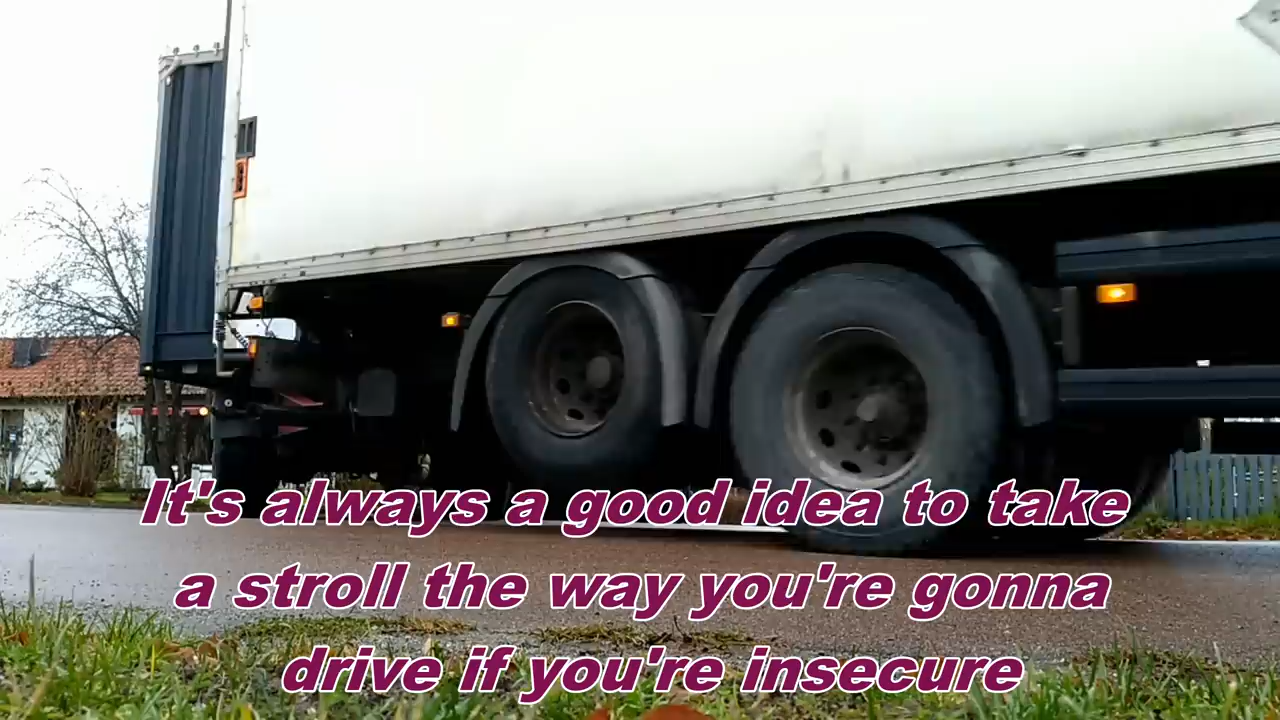 It's always a good idea to take
a stroll the way you're gonna
drive if you're insecure